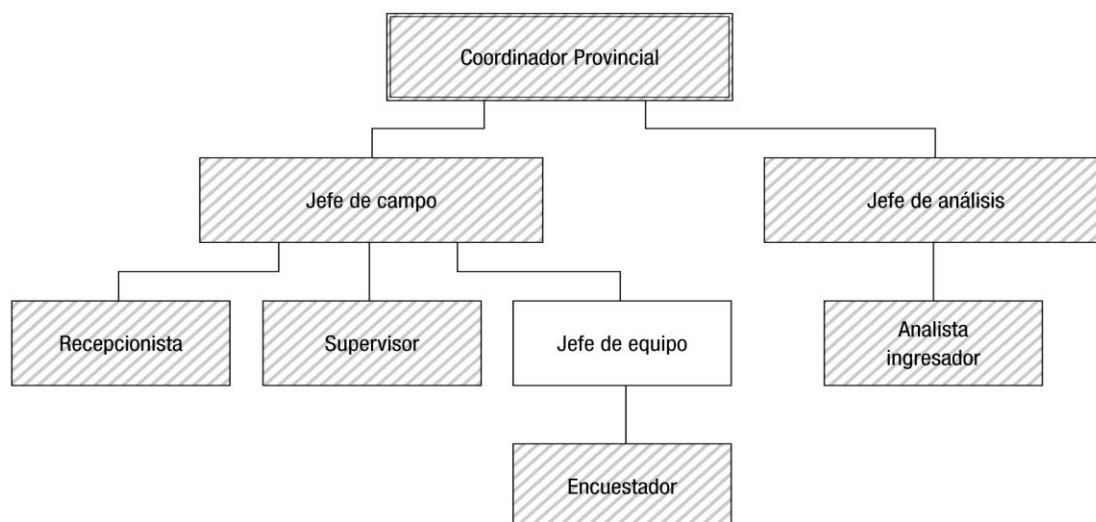 Coordinador Provincial
Jefe de campo
Jefe de análisis
Recepcionista
Supervisor
Jefe de equipo
Analista
ingresador
Encuestador